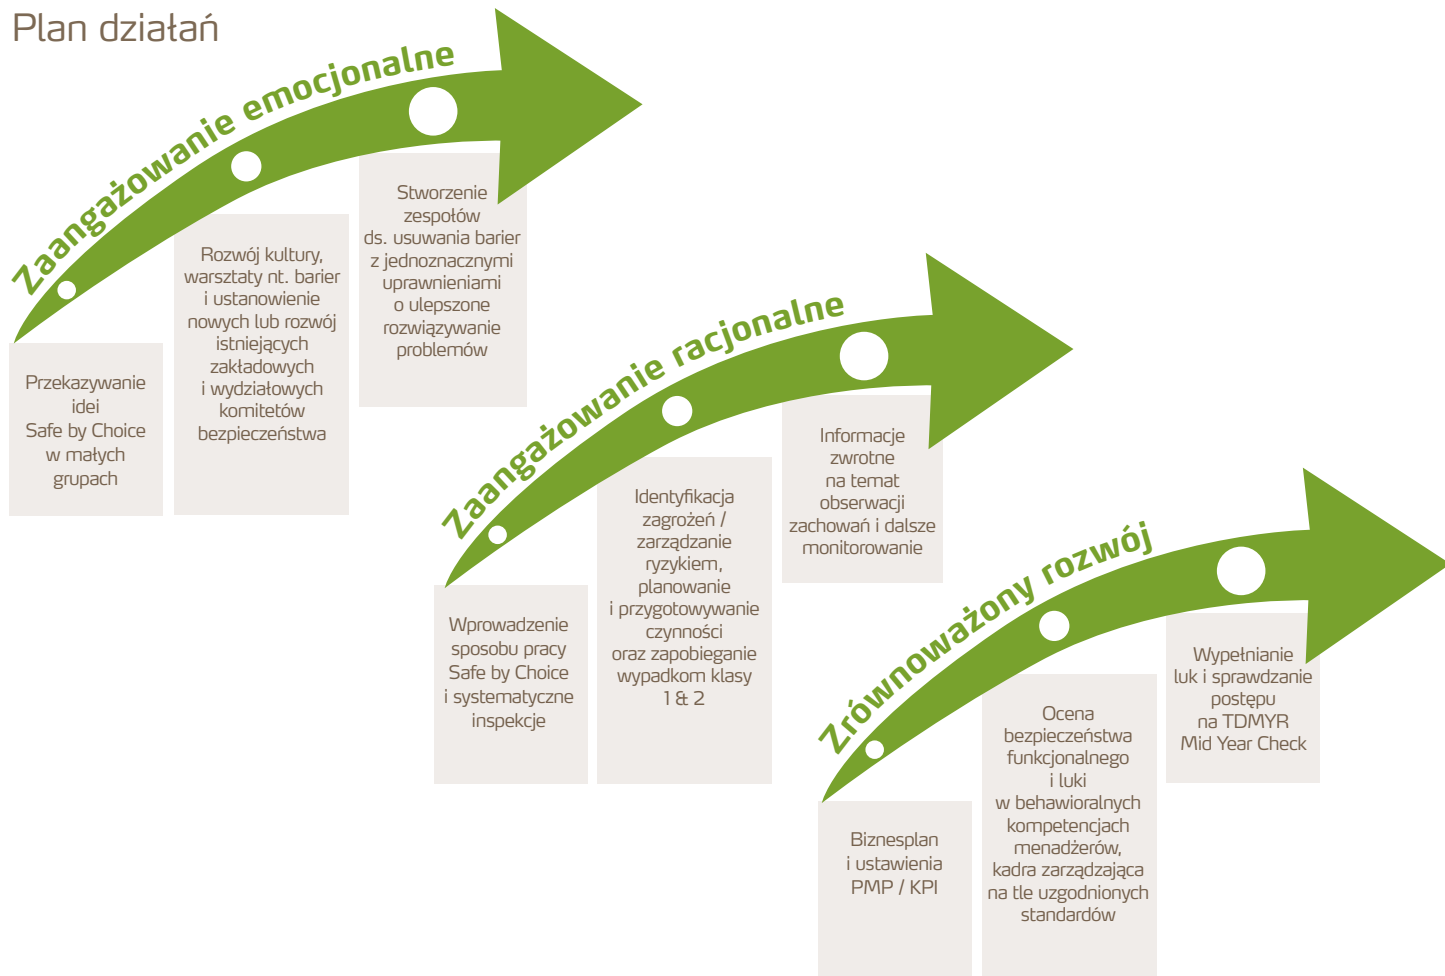 Plan działań
Zaangażowanie emocjonalne
Przekazywanie
idei
Safe by Choice
w małych
grupach
Rozwój kultury,
warsztaty nt. barier
i ustanowienie
nowych lub rozwój
istniejących
zakładowych
i wydziałowych
komitetów
bezpieczeństwa
Stworzenie
zespołów
ds. usuwania barier
z jednoznacznymi
uprawnieniami
o ulepszone
rozwiązywanie
problemów
Zaangażowanie racjonalne
Wprowadzenie
sposobu pracy
Safe by Choice
i systematyczne
inspekcje
Identyfikacja
zagrożeń /
zarządzanie
ryzykiem,
planowanie
i przygotowywanie
czynności
oraz zapobieganie
wypadkom klasy
1 & 2
Informacje
zwrotne
na temat
obserwacji
zachowań i dalsze
monitorowanie
Zrównoważony rozwój
Biznesplan
i ustawienia
PMP / KPI
Ocena
bezpieczeństwa
funkcjonalnego
i luki
w behawioralnych
kompetencjach
menadżerów,
kadra zarządzająca
na tle uzgodnionych
standardów
Wypełnianie
luk i sprawdzanie
postępu
na TDMYR
Mid Year Check